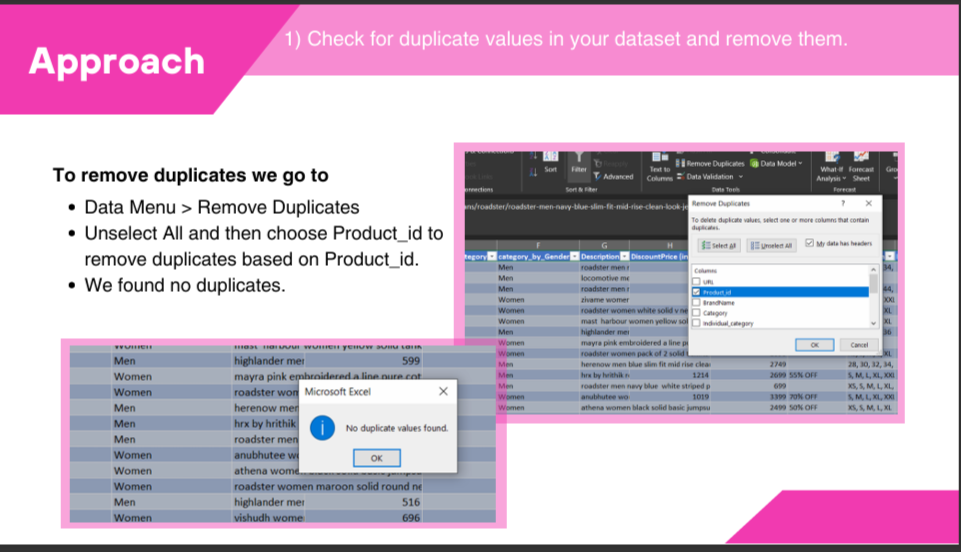 Approach
1) Check for duplicate values in your dataset and remove them.
To remove duplicates we go to
• Data Menu > Remove Duplicates
• Unselect All and then choose Product_id to
remove duplicates based on Product_id.
• We found no duplicates.
Sort
Filter
Advanced
Text to
Columns
Remove Duplicates
Data Validation
Data Model
What-If
Analysis
Forecast
Sheet
Sort & Filter
Data Tools
Forecast
ans/roadster/roadster-men-navy-blue-slim-fit-mid-rise-clean-look-je
Remove Duplicates
? ×
To delete duplicate values, select one or more columns that contain
duplicates.
Select All
Unselect All
My data has headers
Columns
URL
Product_id
BrandName
Category
Individual_category
OK
Cancel
F G H
tegory category_by_Gender Description DiscountPrice (in
Men roadster men r
Men locomotive me
Men roadster men r
Women zivame womer
Women roadster women white solid v ne
Women mast harbour women yellow sol
Men highlander mer
Women mayra pink embroidered a line p
Women roadster women pack of 2 solid
Men herenow men blue slim fit mid rise clea 2749 28, 30, 32, 34,
Men hrx by hrithik r 1214 2699 55% OFF S, M, L, XL, XXL
Men roadster men navy blue white striped p 699 XS, S, M, L, XL,
Women anubhutee wo 1019 3399 70% OFF S, M, L, XL, XXL
Women athena women black solid basic jumpsu 2499 50% OFF XS, S, M, L, XL
Women mast harbour women yellow solid tank
Men highlander mer 599
Women mayra pink embroidered a line pure cot
Women roadster won
Men herenow mer
Men hrx by hrithik
Men roadster men
Women anubhutee w
Women athena wome
Women roadster women maroon solid round ne
Men highlander mer 516
Women vishudh wome 696
Microsoft Excel ×
No duplicate values found.
OK